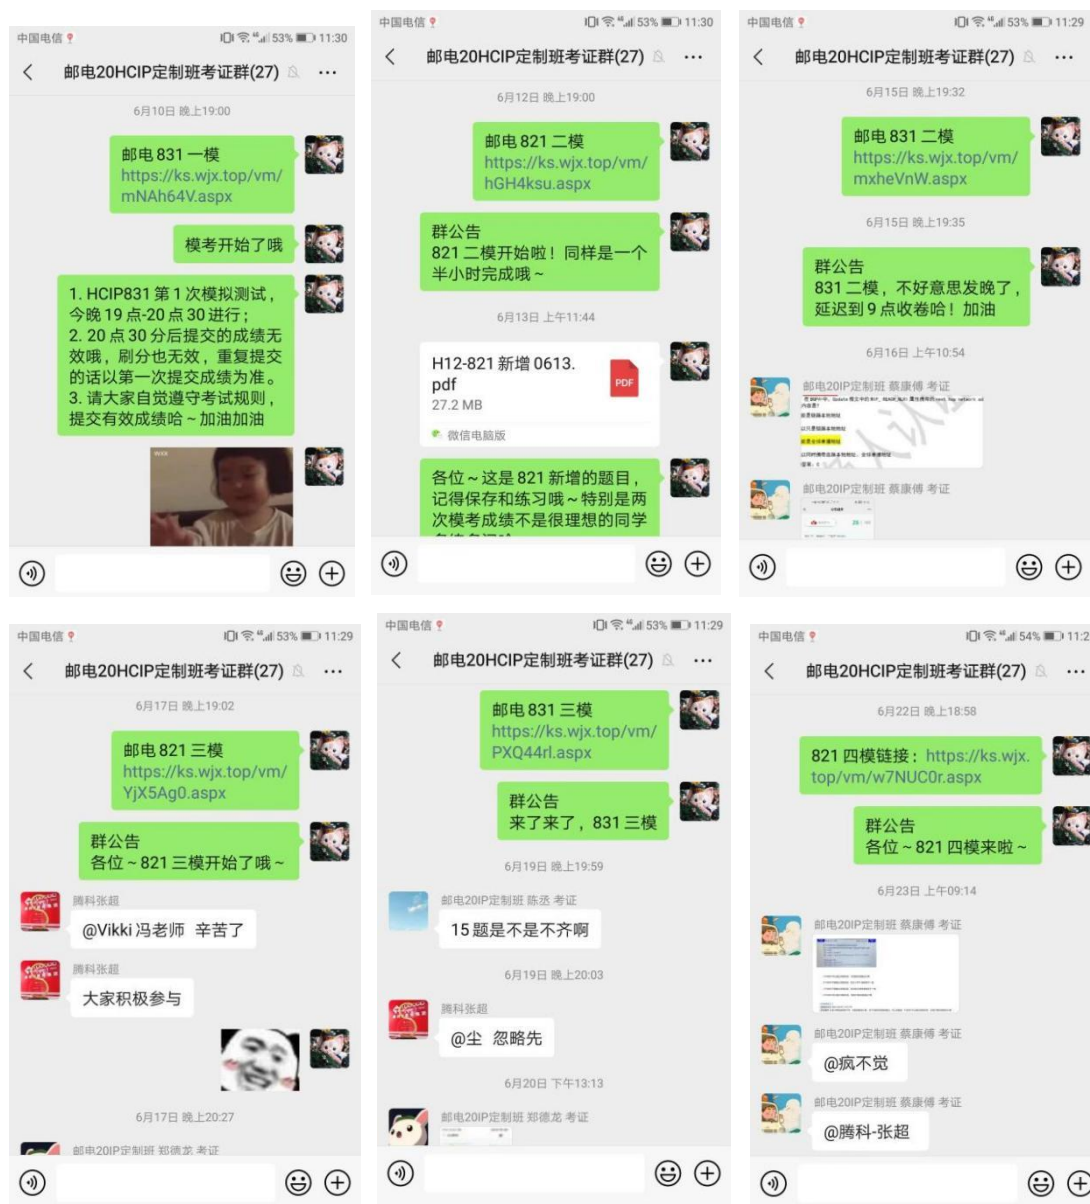 中国电信
53% 11:30
邮电20HCIP定制班考证群(27)
6月10日 晚上19:00
邮电 831 一模
https://ks.wjx.top/vm/
mNAh64V.aspx
模考开始了哦
1. HCIP831 第 1 次模拟测试，
今晚 19 点-20 点 30 进行；
2. 20 点 30 分后提交的成绩无
效哦，刷分也无效，重复提交
的话以第一次提交成绩为准。
3. 请大家自觉遵守考试规则，
提交有效成绩哈～加油加油
中国电信
53% 11:30
邮电20HCIP定制班考证群(27)
6月12日 晚上19:00
邮电 821 二模
https://ks.wjx.top/vm/
hGH4ksu.aspx
群公告
821 二模开始啦！同样是一个
半小时完成哦～
6月13日 上午11:44
H12-821 新增 0613.
pdf
27.2 MB
PDF
微信电脑版
各位～这是 821 新增的题目，
记得保存和练习哦～特别是两
次模考成绩不是很理想的同学
中国电信
53% 11:29
邮电20HCIP定制班考证群(27)
6月15日 晚上19:32
邮电 831 二模
https://ks.wjx.top/vm/
mxheVnW.aspx
6月15日 晚上19:35
群公告
831 二模，不好意思发晚了，
延迟到 9 点收卷哈！加油
6月16日 上午10:54
邮电20IP定制班 蔡康傅 考证
邮电20IP定制班 蔡康傅 考证
中国电信
53% 11:29
邮电20HCIP定制班考证群(27)
6月17日 晚上19:02
邮电 821 三模
https://ks.wjx.top/vm/
YjX5Ag0.aspx
群公告
各位～821 三模开始了哦～
腾科张超
@Vikki 冯老师 辛苦了
腾科张超
大家积极参与
6月17日 晚上20:27
邮电20IP定制班 郑德龙 考证
中国电信
53% 11:29
邮电20HCIP定制班考证群(27)
邮电 831 三模
https://ks.wjx.top/vm/
PXQ44rl.aspx
群公告
来了来了，831 三模
6月19日 晚上19:59
邮电20IP定制班 陈丞 考证
15 题是不是不齐啊
6月19日 晚上20:03
腾科张超
@尘 忽略先
6月20日 下午13:13
邮电20IP定制班 郑德龙 考证
中国电信
54% 11:2
邮电20HCIP定制班考证群(27)
6月22日 晚上18:58
821 四模链接：https://ks.wjx.
top/vm/w7NUC0r.aspx
群公告
各位～821 四模来啦～
6月23日 上午09:14
邮电20IP定制班 蔡康傅 考证
邮电20IP定制班 蔡康傅 考证
@疯不觉
邮电20IP定制班 蔡康傅 考证
@腾科-张超